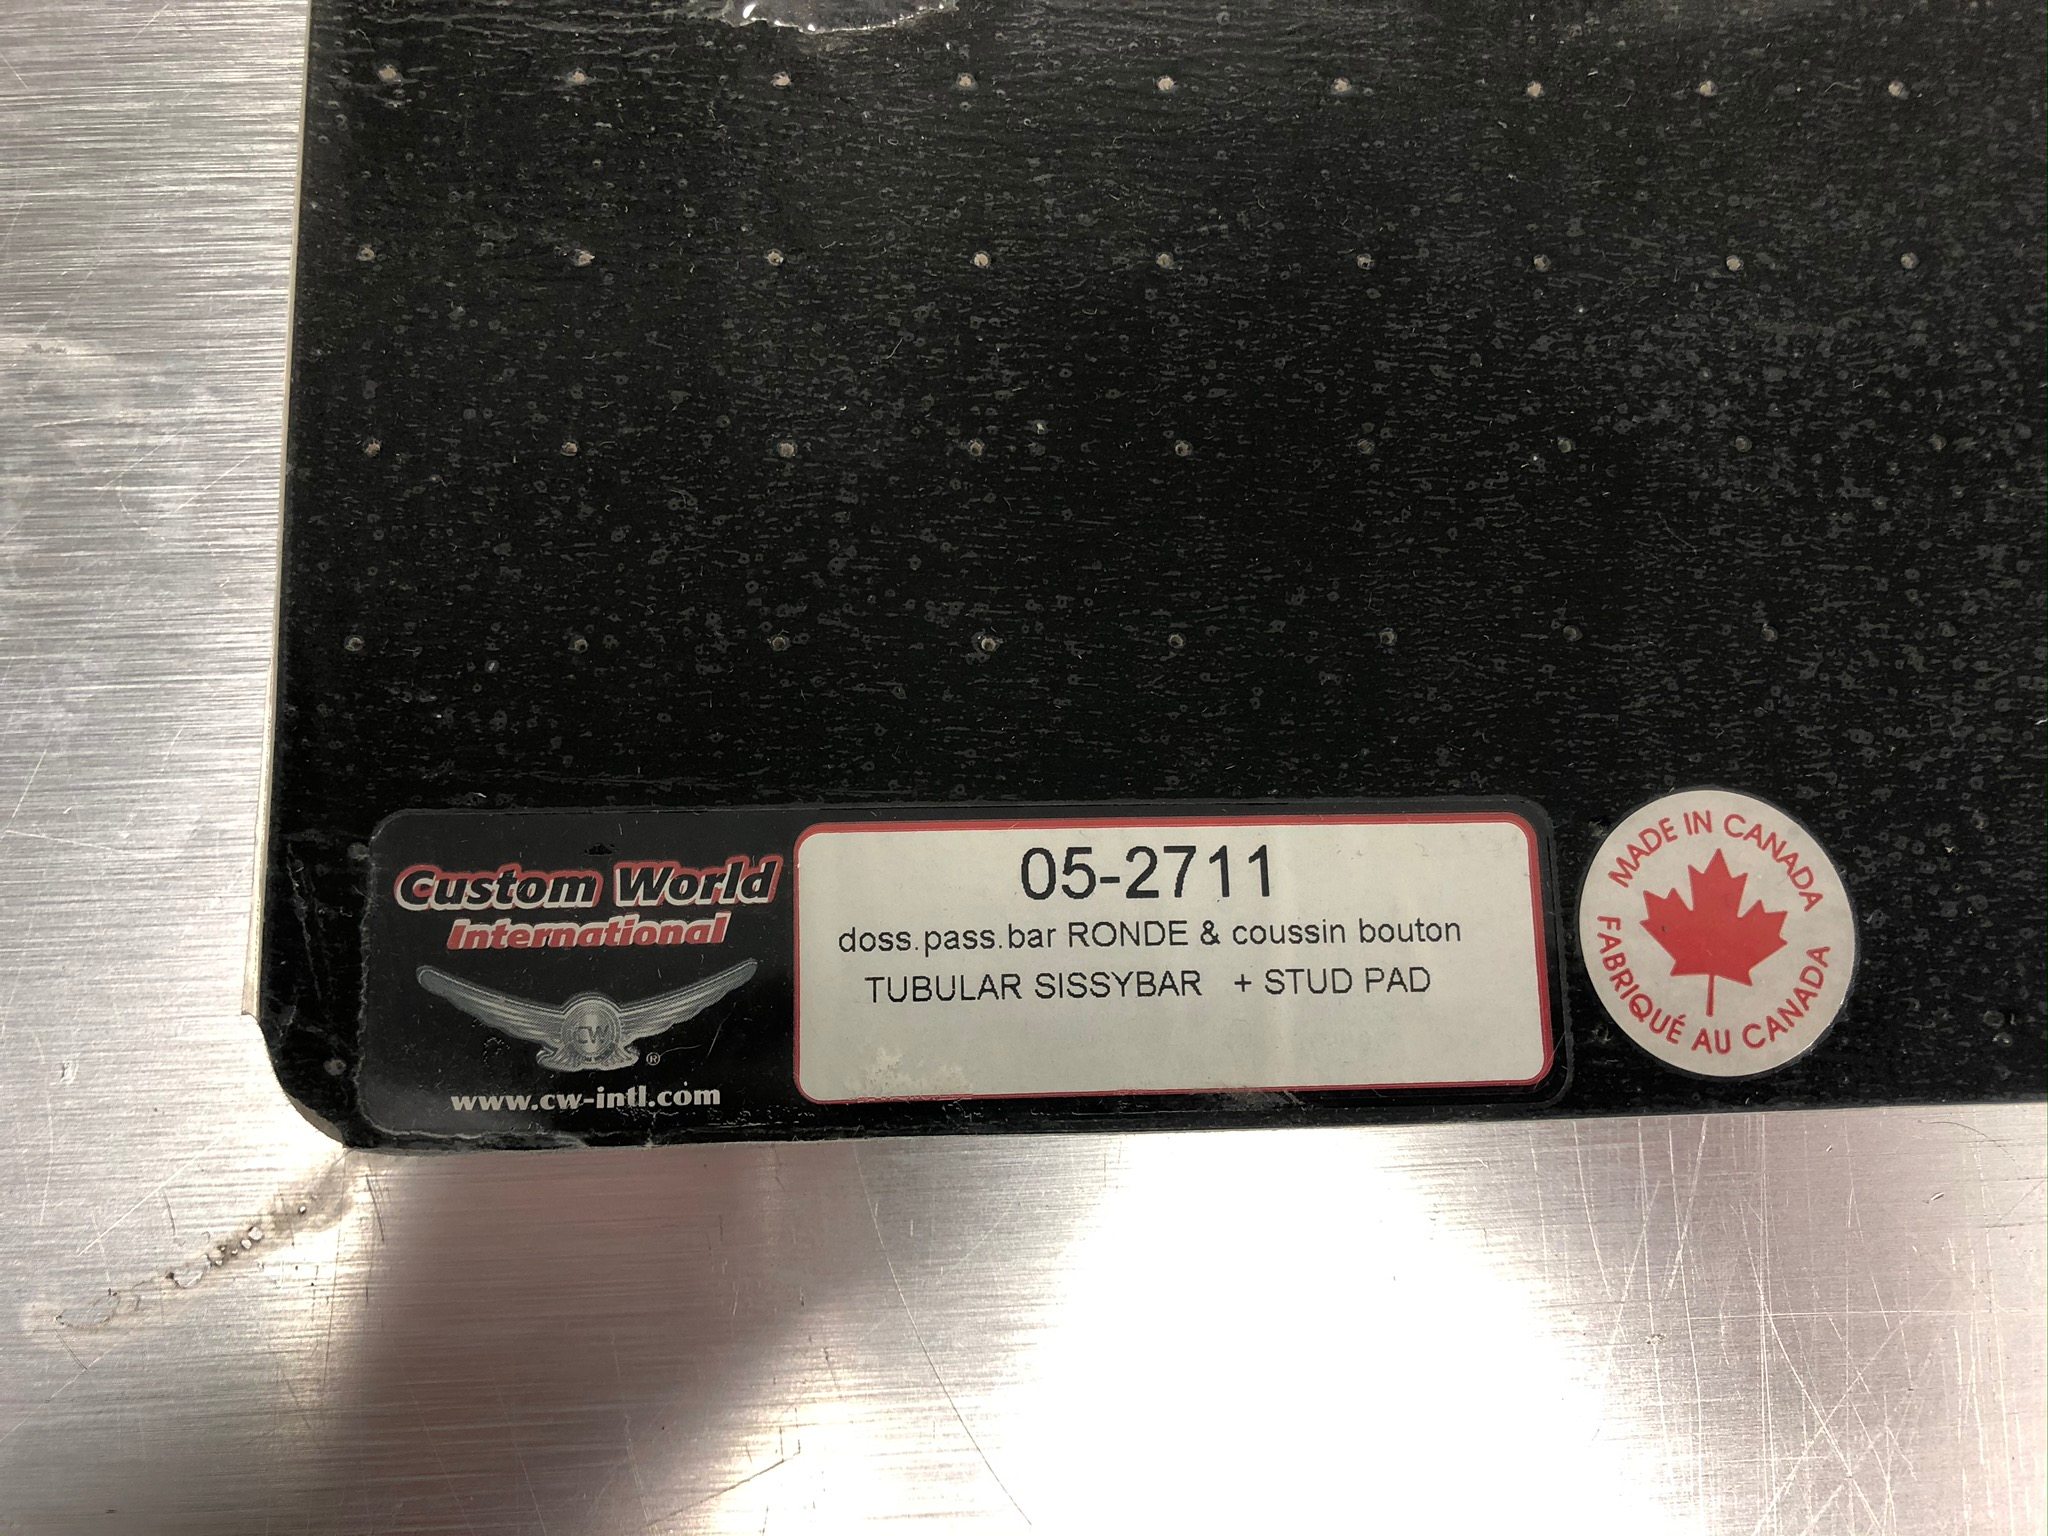 Custom World
International
CW
®
www.cw-intl.com
05-2711
doss.pass.bar RONDE & coussin bouton
TUBULAR SISSYBAR + STUD PAD
MADE IN CANADA
FABRIQUÉ AU CANADA